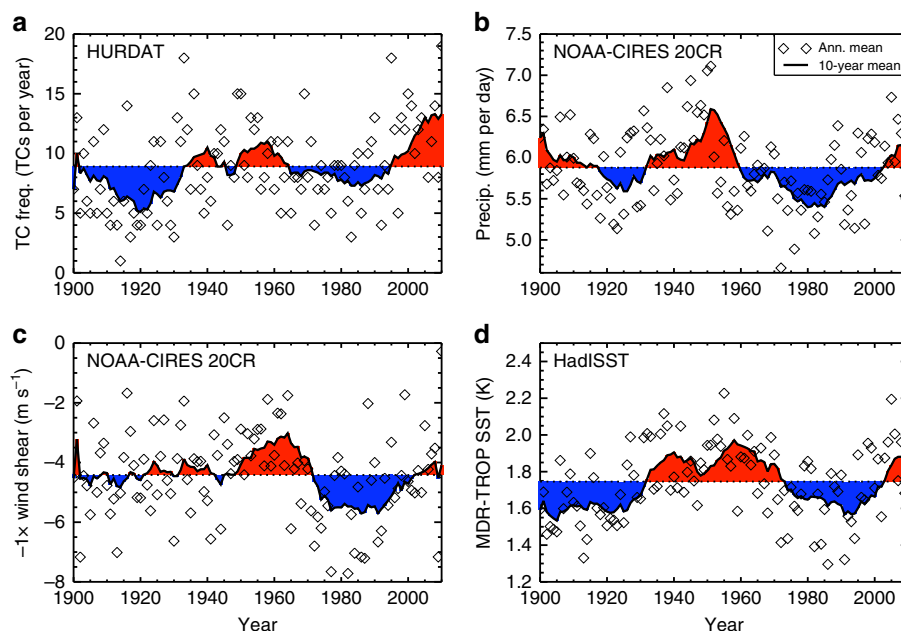 a
HURDAT
TC freq. (TCs per year)
20
15
10
5
0
1900 1920 1940 1960 1980 2000
b
NOAA-CIRES 20CR
◇ Ann. mean
10-year mean
Precip. (mm per day)
7.5
7.0
6.5
6.0
5.5
5.0
1900 1920 1940 1960 1980 2000
c
NOAA-CIRES 20CR
−1× wind shear (m s⁻¹)
−0
−2
−4
−6
−8
1900 1920 1940 1960 1980 2000
Year
d
HadISST
MDR-TROP SST (K)
2.4
2.2
2.0
1.8
1.6
1.4
1.2
1900 1920 1940 1960 1980 2000
Year